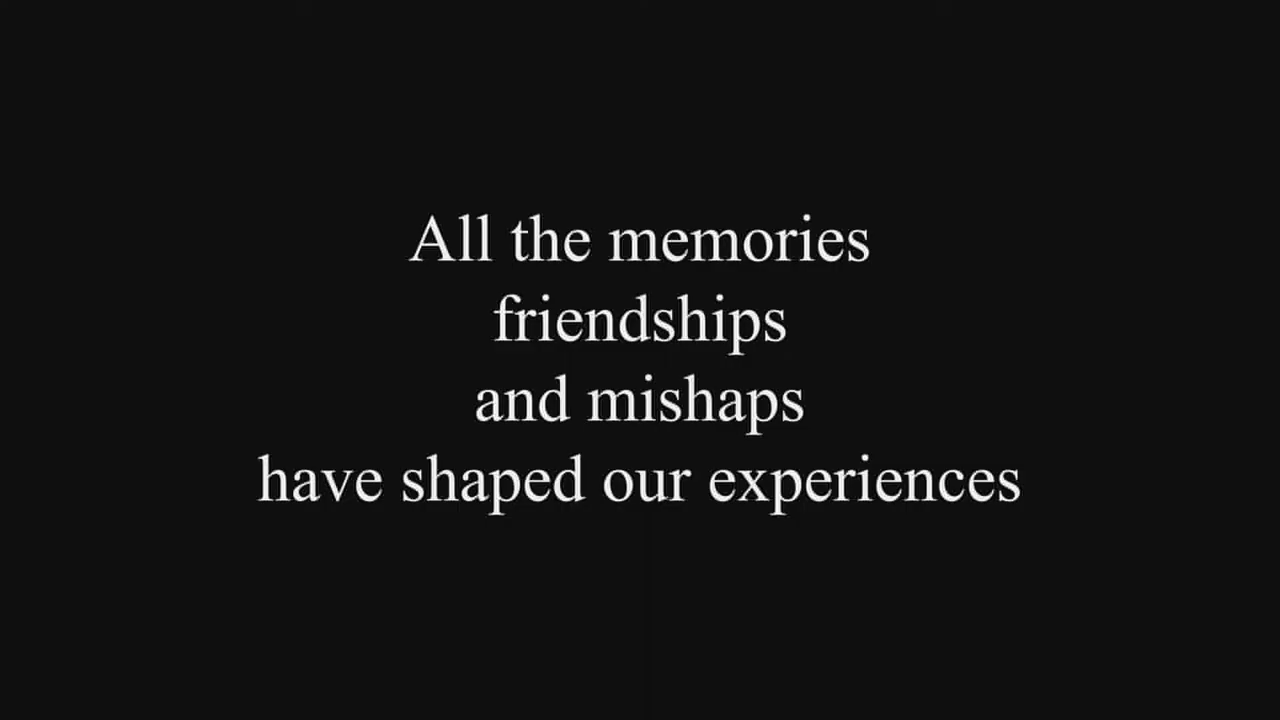 All the memories
friendships
and mishaps
have shaped our experiences